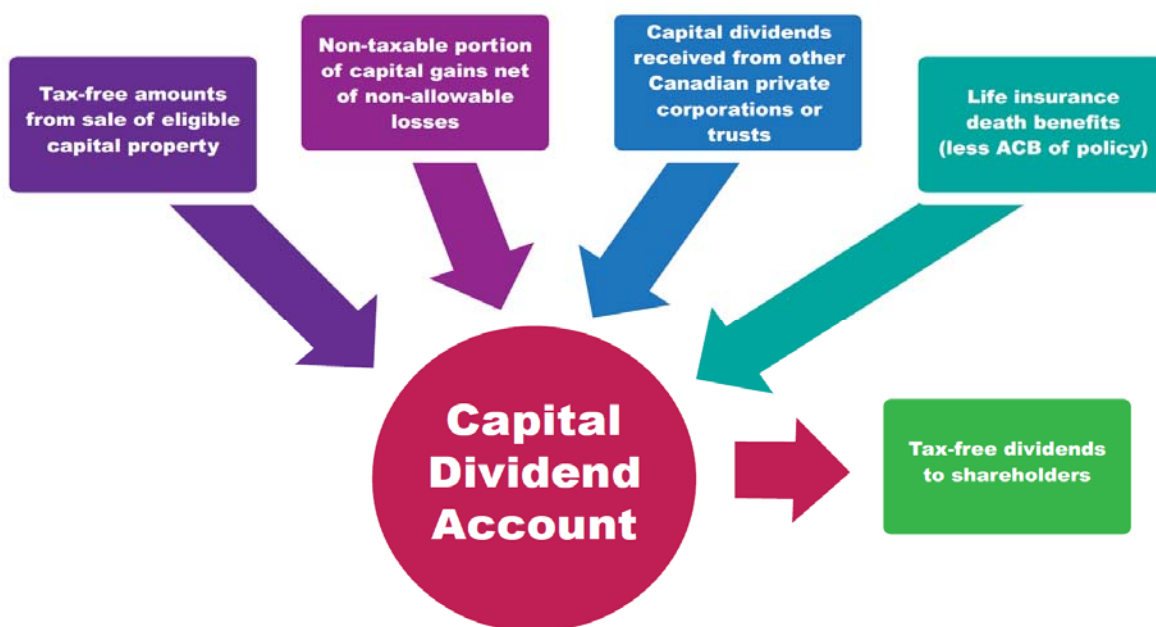 Tax-free amounts
from sale of eligible
capital property
Non-taxable portion
of capital gains net
of non-allowable
losses
Capital dividends
received from other
Canadian private
corporations or
trusts
Life insurance
death benefits
(less ACB of policy)
Capital
Dividend
Account
Tax-free dividends
to shareholders